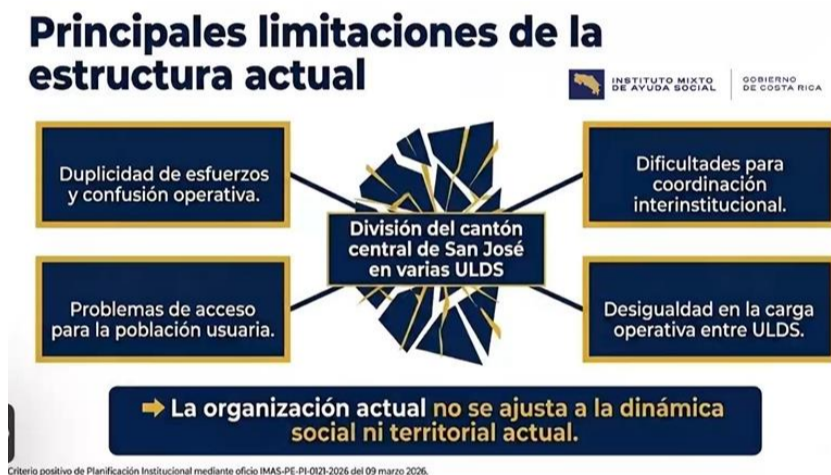 Principales limitaciones de la
estructura actual
INSTITUTO MIXTO
DE AYUDA SOCIAL
GOBIERNO
DE COSTA RICA
Duplicidad de esfuerzos
y confusión operativa.
Dificultades para
coordinación
interinstitucional.
División del cantón
central de San José
en varias ULDS
Problemas de acceso
para la población usuaria.
Desigualdad en la carga
operativa entre ULDS.
La organización actual no se ajusta a la dinámica
social ni territorial actual.
Criterio positivo de Planificación Institucional mediante oficio IMAS-PE-PI-0121-2026 del 09 marzo 2026.